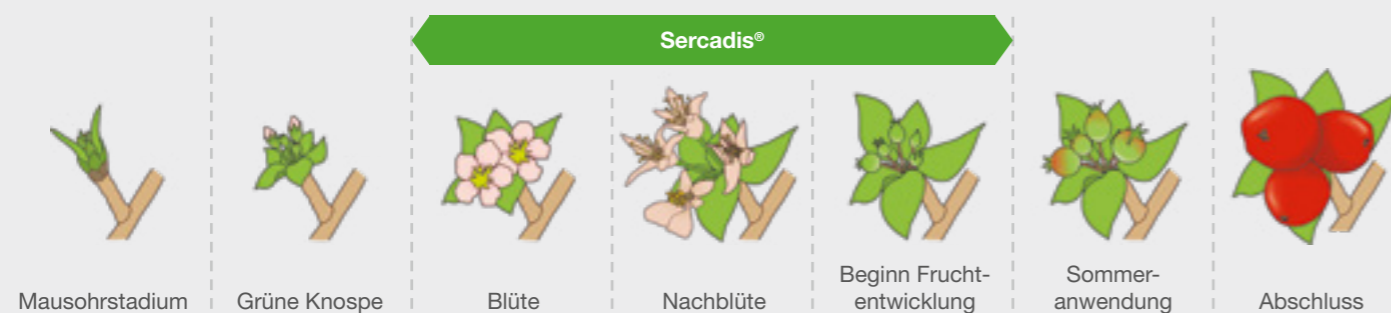 Sercadis®
Mausohrstadium
Grüne Knospe
Blüte
Nachblüte
Beginn Frucht-
entwicklung
Sommer-
anwendung
Abschluss